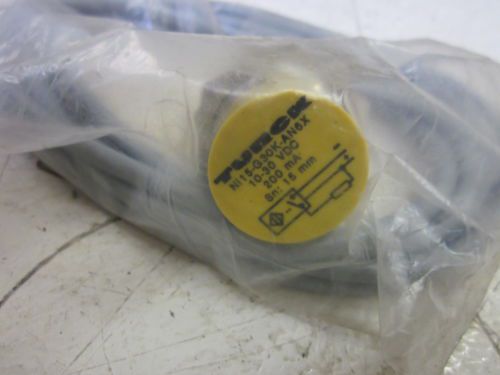 TURCK
NI15-G30K-AN6X
10-30 VDC
200 mA
Sn: 15 mm